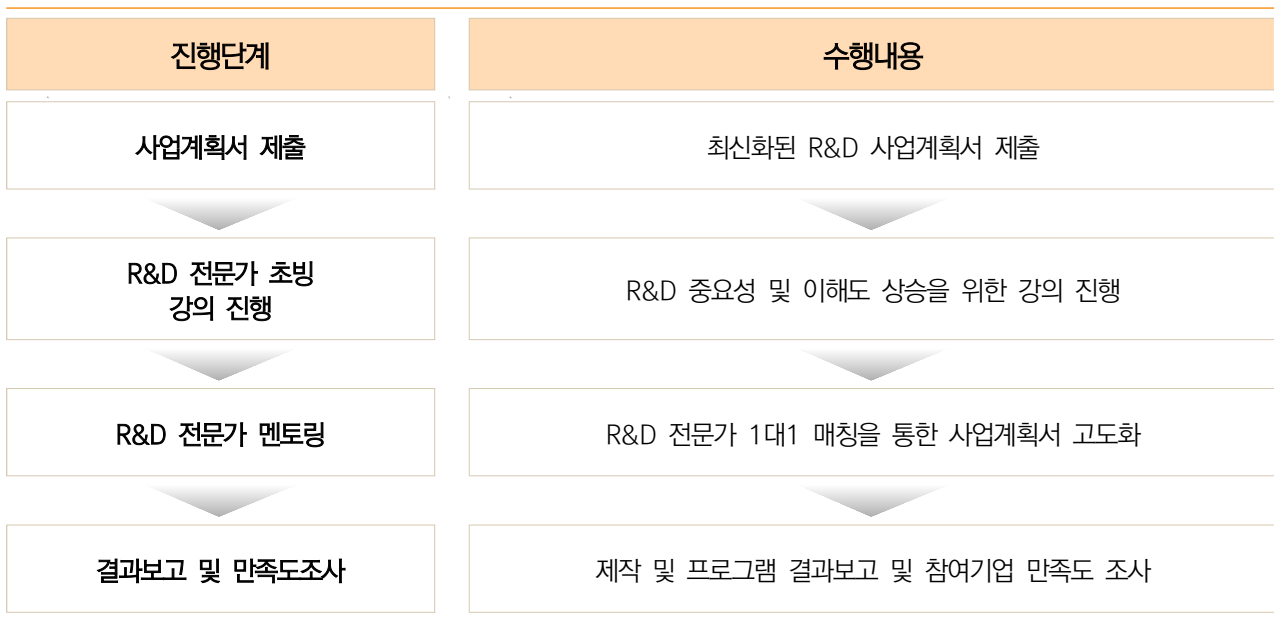 진행단계
수행내용
사업계획서 제출
최신화된 R&D 사업계획서 제출
R&D 전문가 초빙
강의 진행
R&D 중요성 및 이해도 상승을 위한 강의 진행
R&D 전문가 멘토링
R&D 전문가 1대1 매칭을 통한 사업계획서 고도화
결과보고 및 만족도조사
제작 및 프로그램 결과보고 및 참여기업 만족도 조사